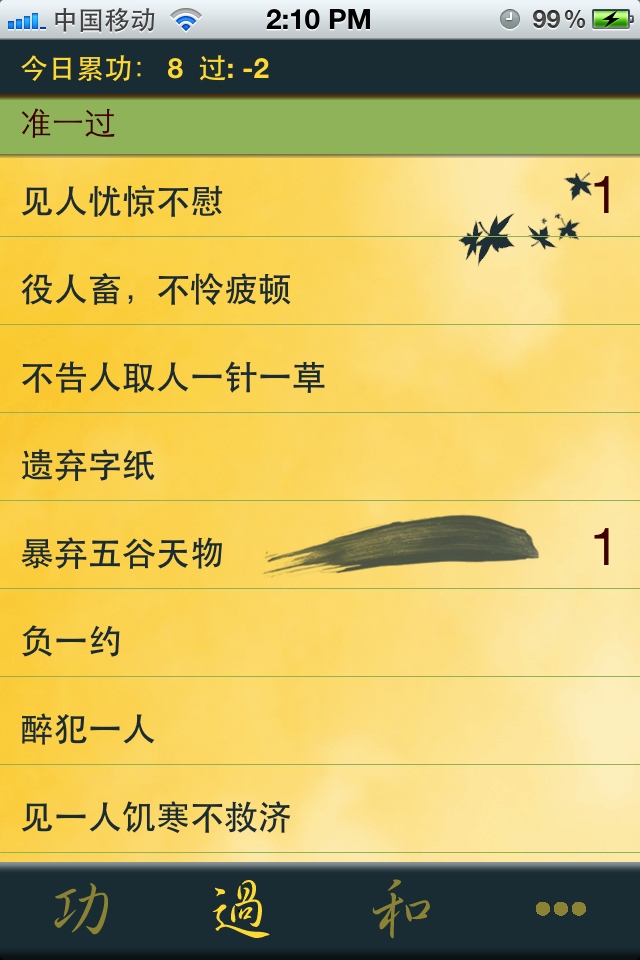 中国移动 2:10 PM 99%
今日累功： 8 过: -2
准一过
见人忧惊不慰 1
役人畜，不怜疲顿
不告人取人一针一草
遗弃字纸
暴弃五谷天物 1
负一约
醉犯一人
见一人饥寒不救济
功 過 和